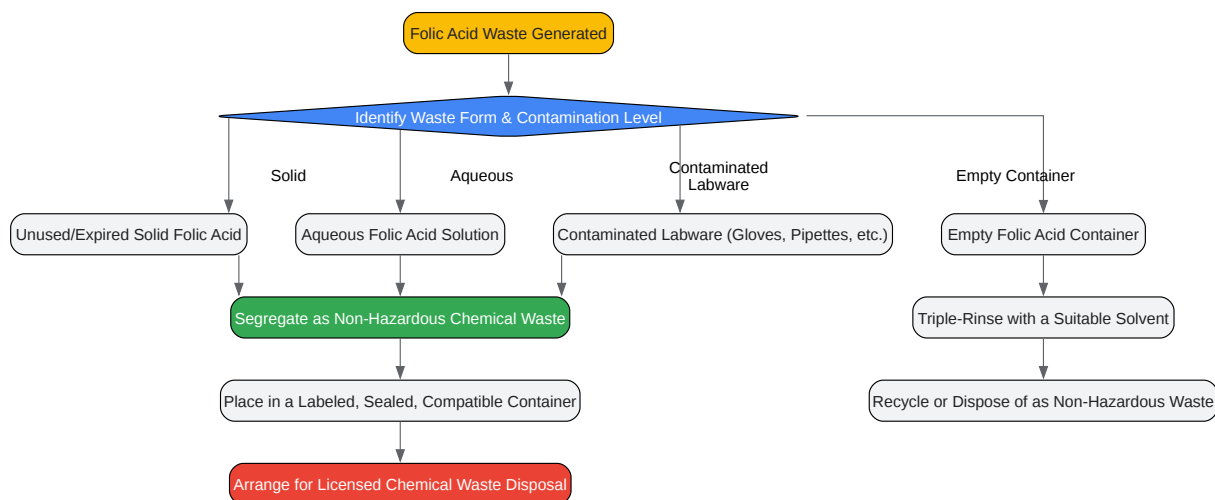 Folic Acid Waste Generated
Identify Waste Form & Contamination Level
Solid
Aqueous
Contaminated
Labware
Empty Container
Unused/Expired Solid Folic Acid
Aqueous Folic Acid Solution
Contaminated Labware (Gloves, Pipettes, etc.)
Empty Folic Acid Container
Segregate as Non-Hazardous Chemical Waste
Triple-Rinse with a Suitable Solvent
Place in a Labeled, Sealed, Compatible Container
Recycle or Dispose of as Non-Hazardous Waste
Arrange for Licensed Chemical Waste Disposal